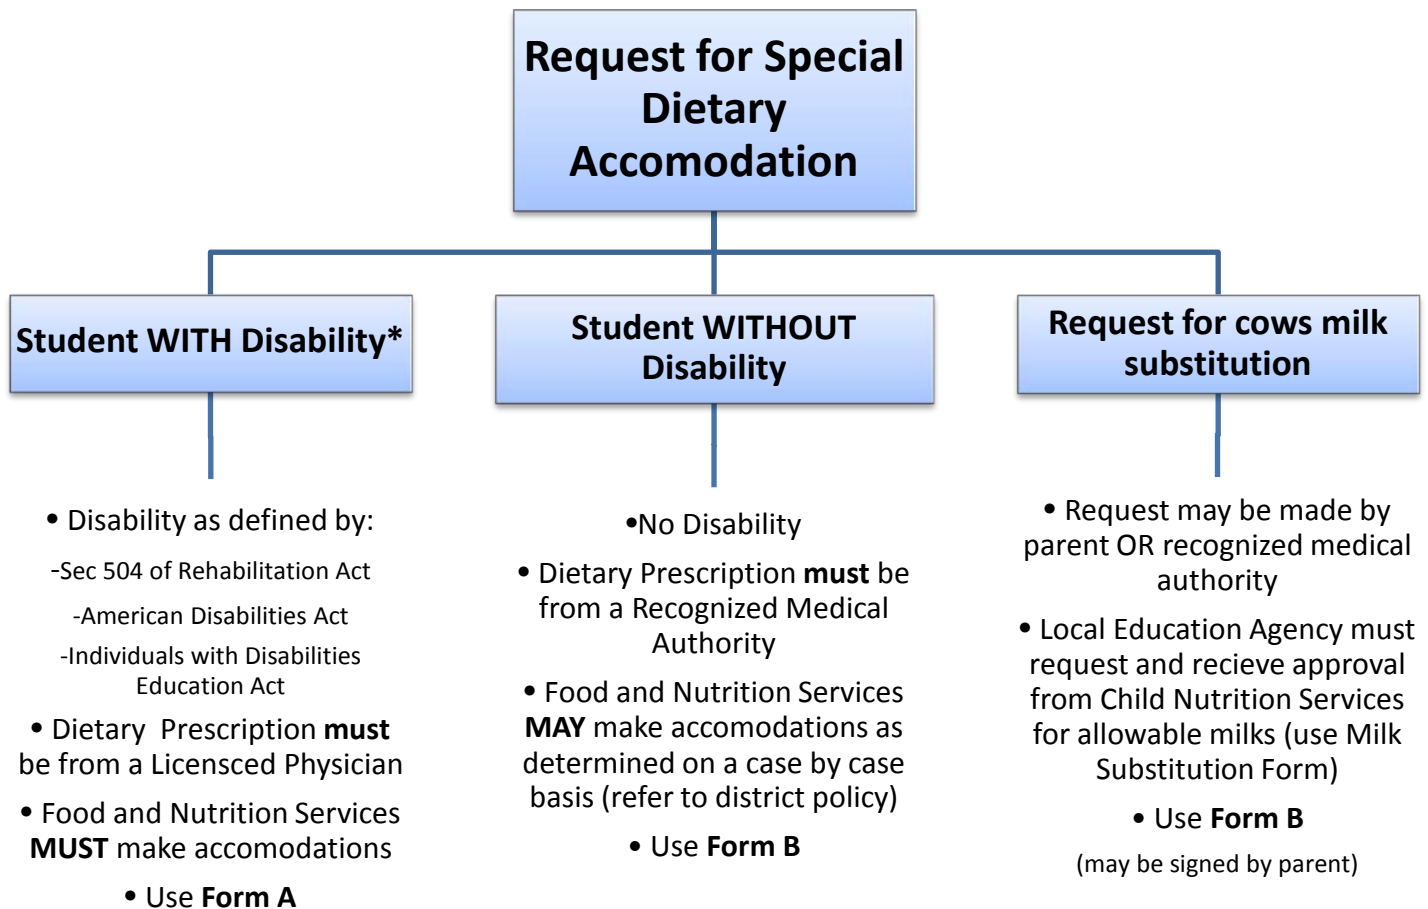 Request for Special
Dietary
Accomodation
Student WITH Disability*
• Disability as defined by:
-Sec 504 of Rehabilitation Act
-American Disabilities Act
-Individuals with Disabilities
Education Act
• Dietary Prescription must
be from a Licensced Physician
• Food and Nutrition Services
MUST make accomodations
• Use Form A
Student WITHOUT
Disability
•No Disability
• Dietary Prescription must be
from a Recognized Medical
Authority
• Food and Nutrition Services
MAY make accomodations as
determined on a case by case
basis (refer to district policy)
• Use Form B
Request for cows milk
substitution
• Request may be made by
parent OR recognized medical
authority
• Local Education Agency must
request and recieve approval
from Child Nutrition Services
for allowable milks (use Milk
Substitution Form)
• Use Form B
(may be signed by parent)